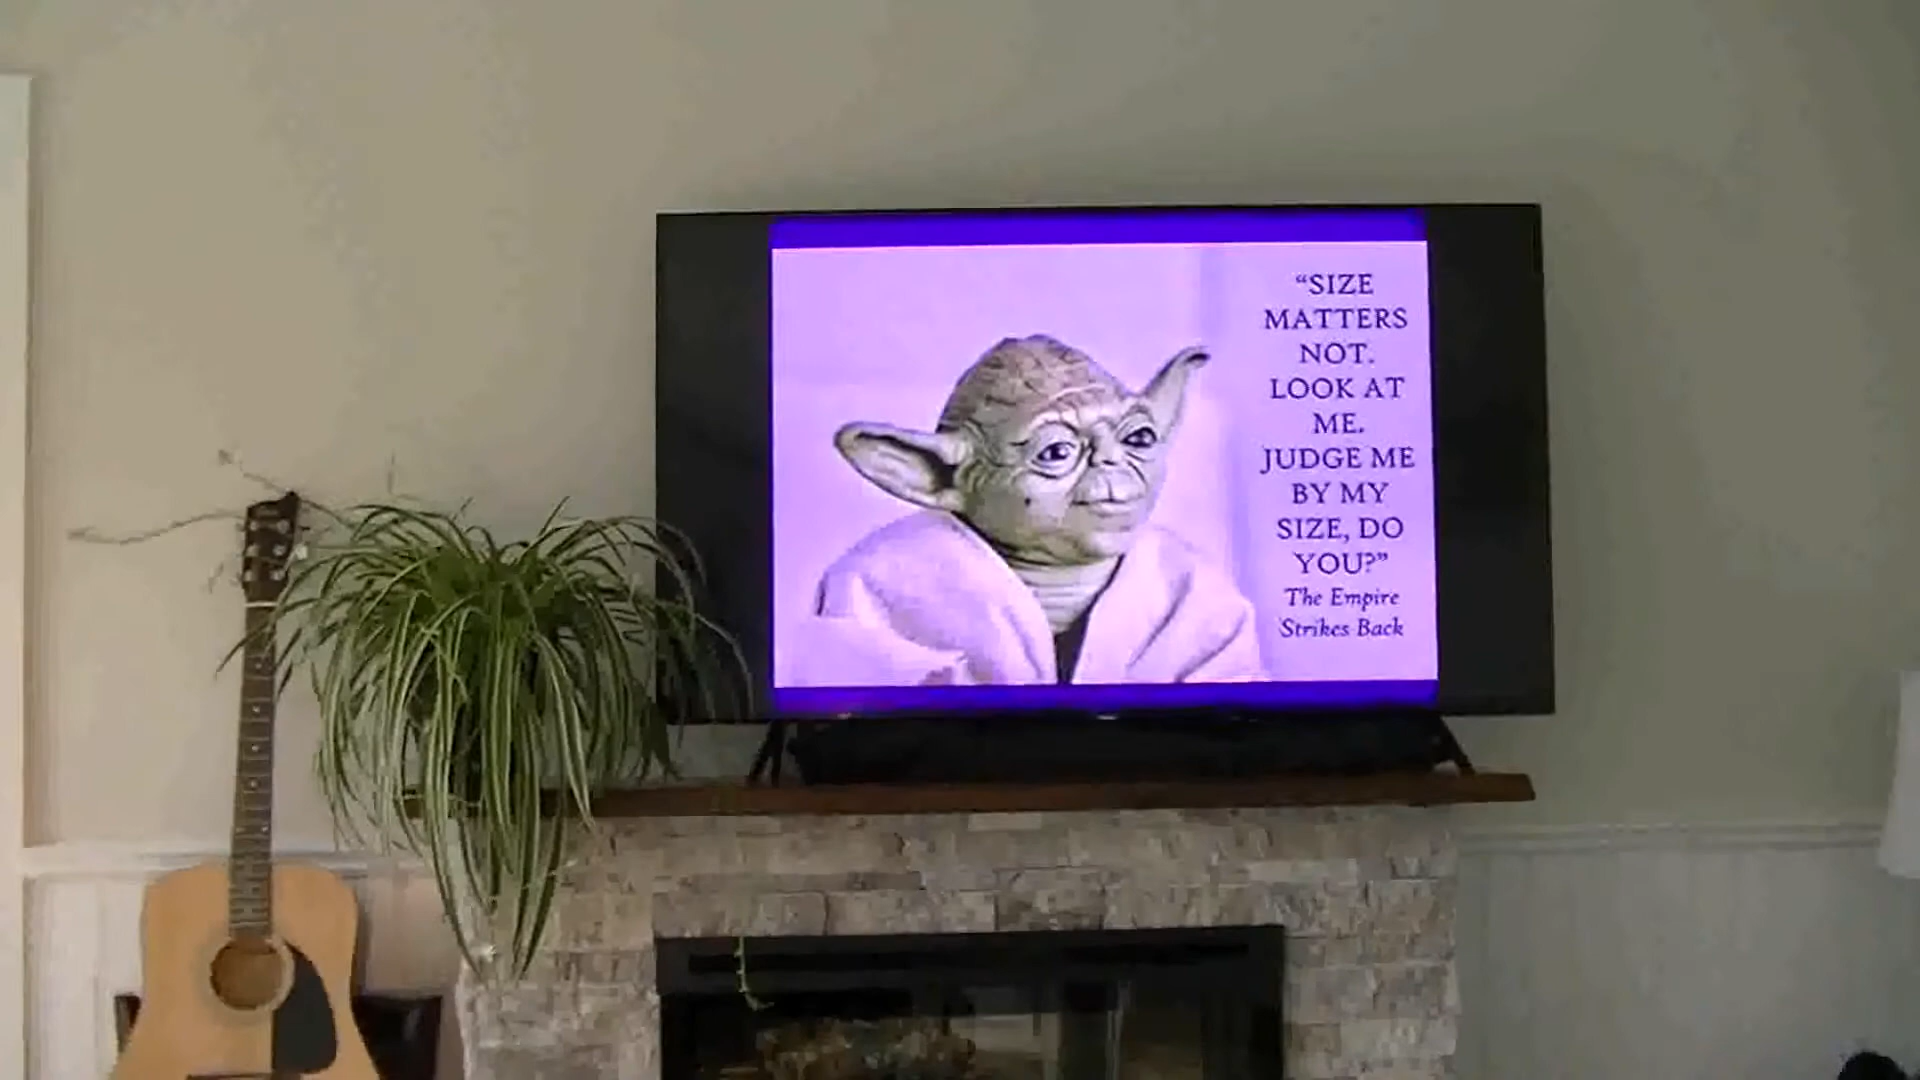 “SIZE
MATTERS
NOT.
LOOK AT
ME.
JUDGE ME
BY MY
SIZE, DO
YOU?”
The Empire
Strikes Back